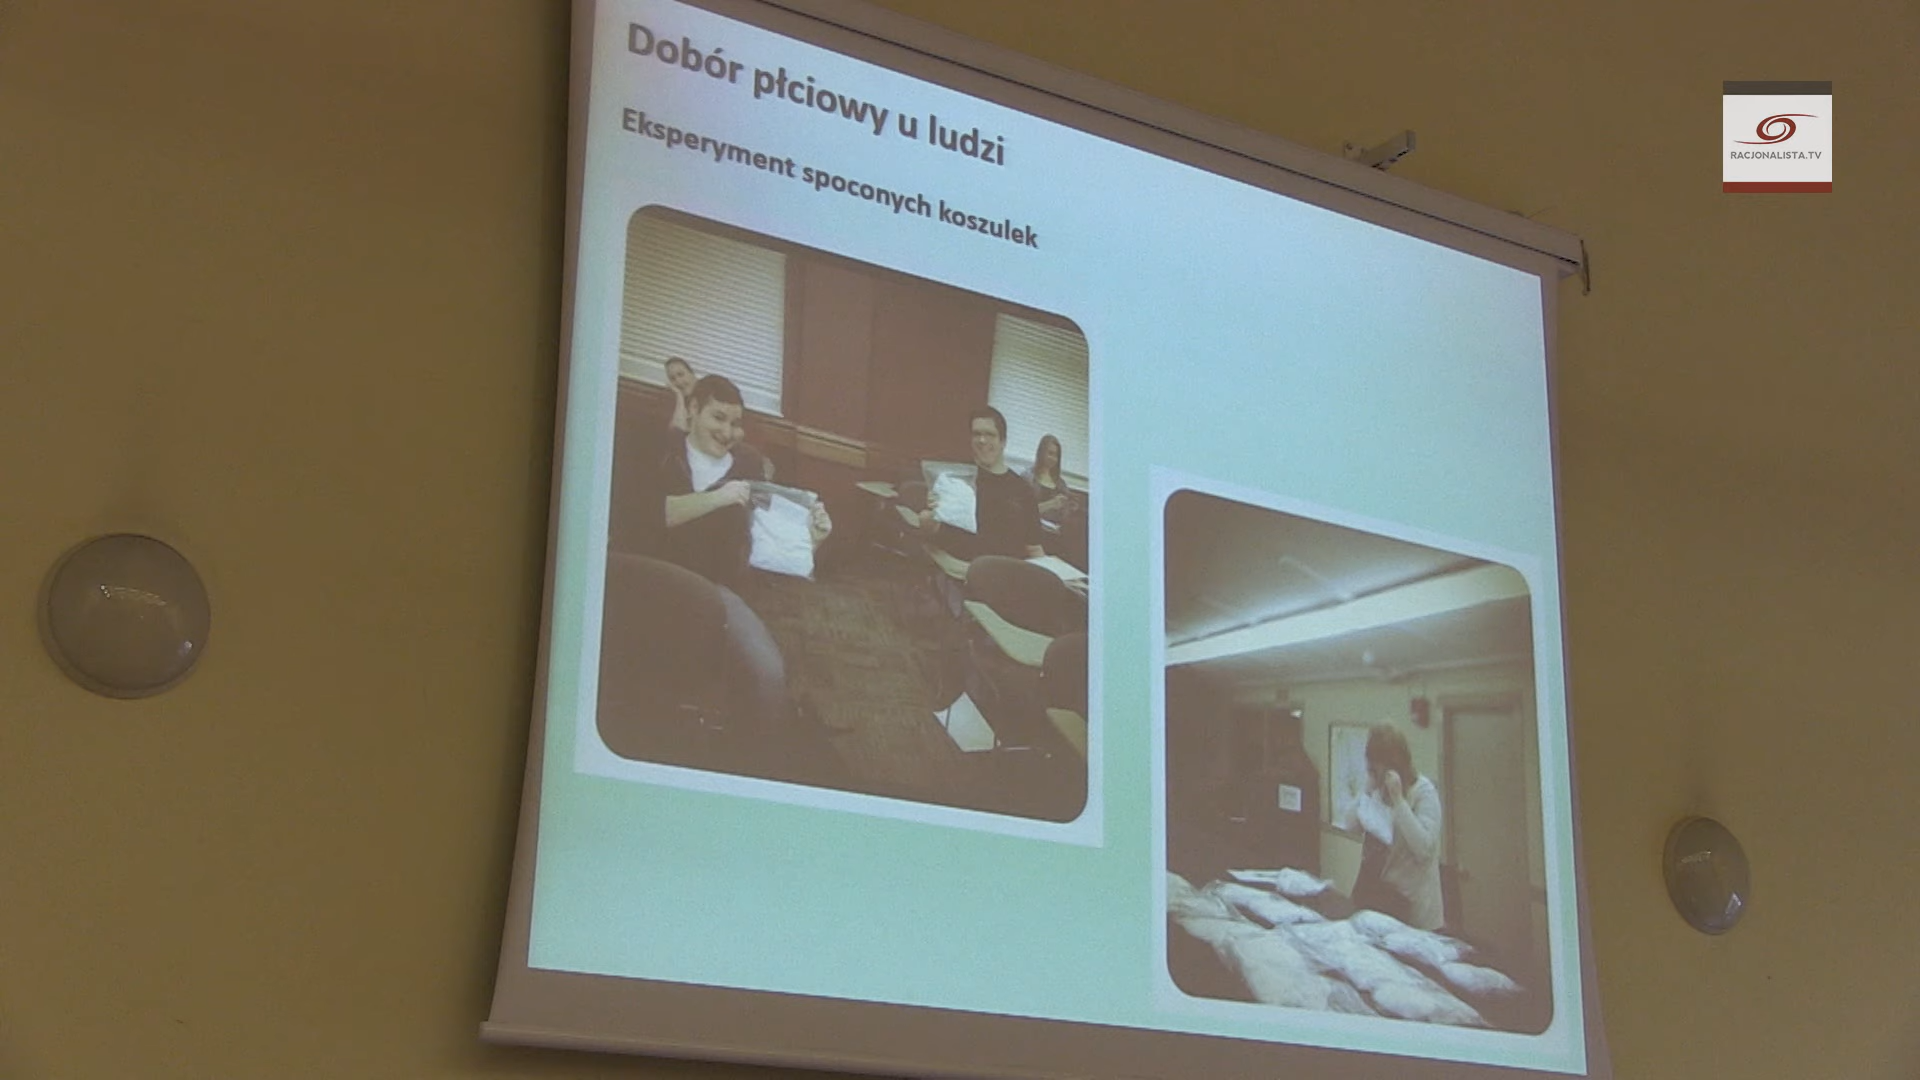 Dobór płciowy u ludzi
Eksperyment spoconych koszulek
RACJONALISTA.TV